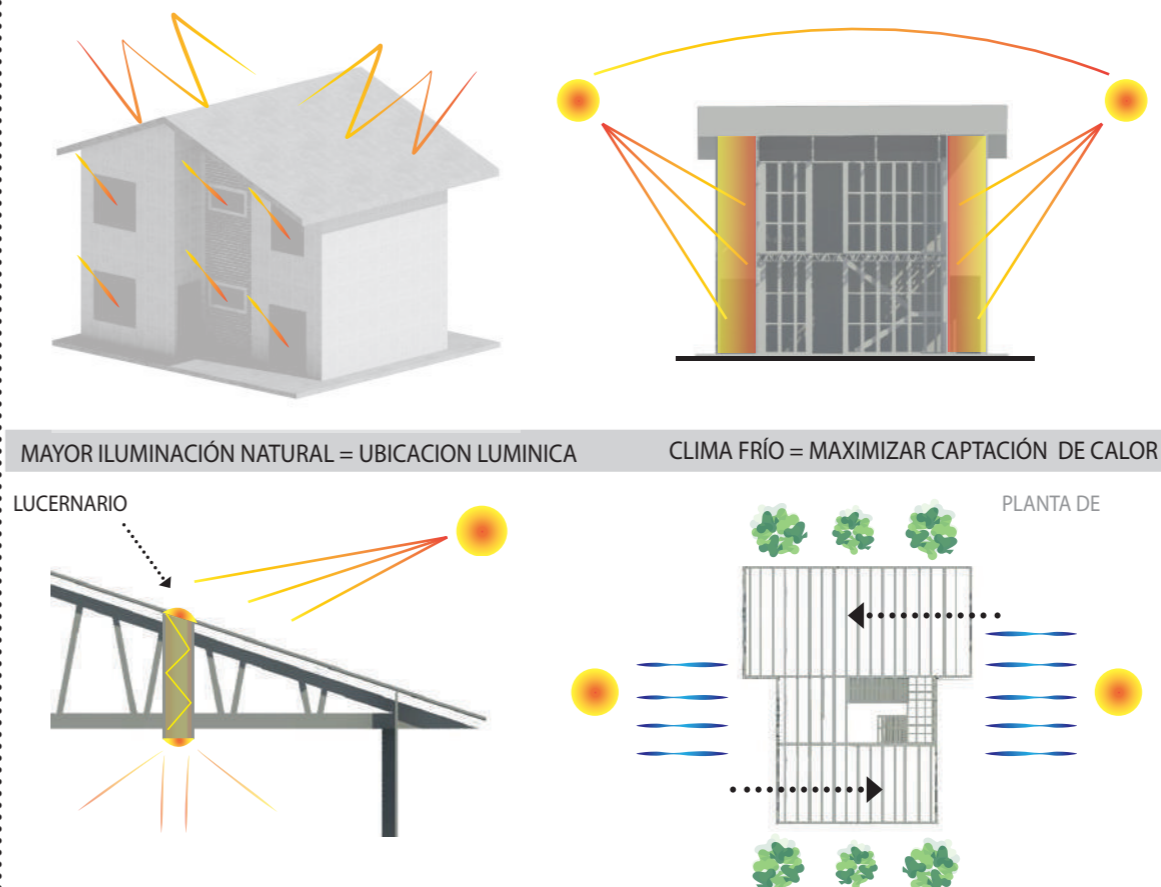 MAYOR ILUMINACIÓN NATURAL = UBICACION LUMINICA
CLIMA FRÍO = MAXIMIZAR CAPTACIÓN DE CALOR
LUCERNARIO
PLANTA DE